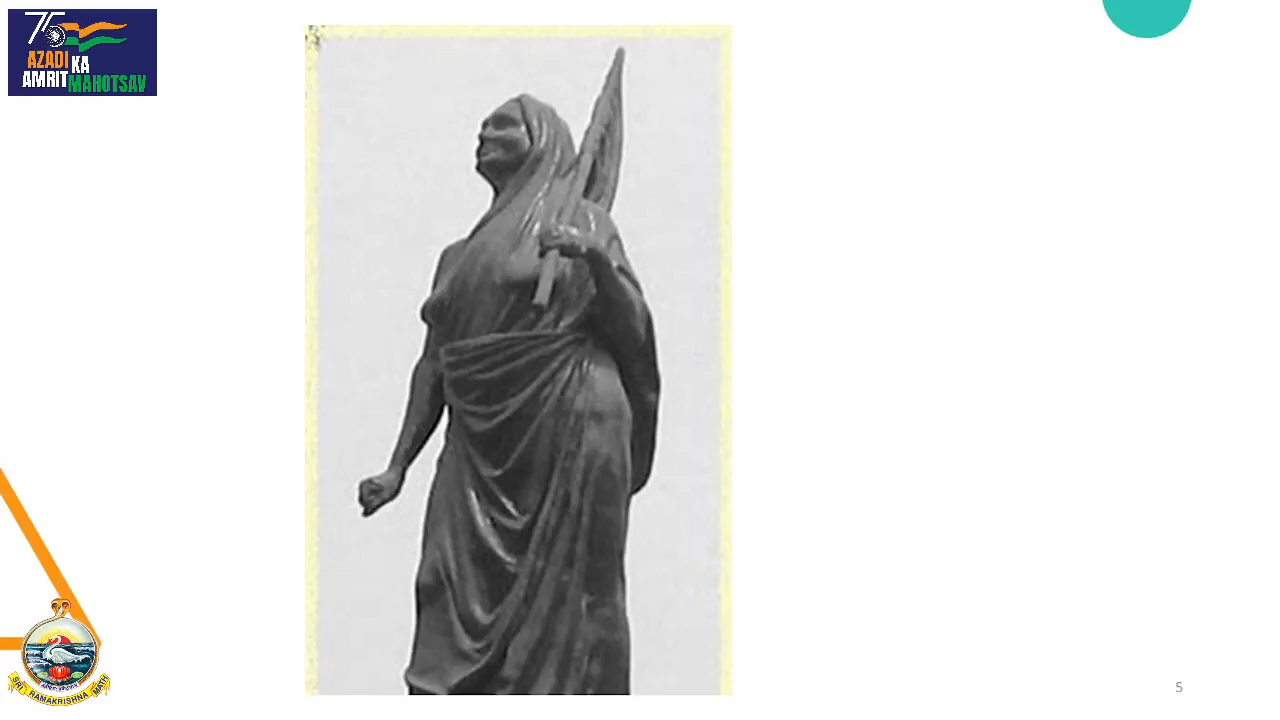 75
AZADI
KA
AMRIT
MAHOTSAV
SRI RAMAKRISHNA MATH
5